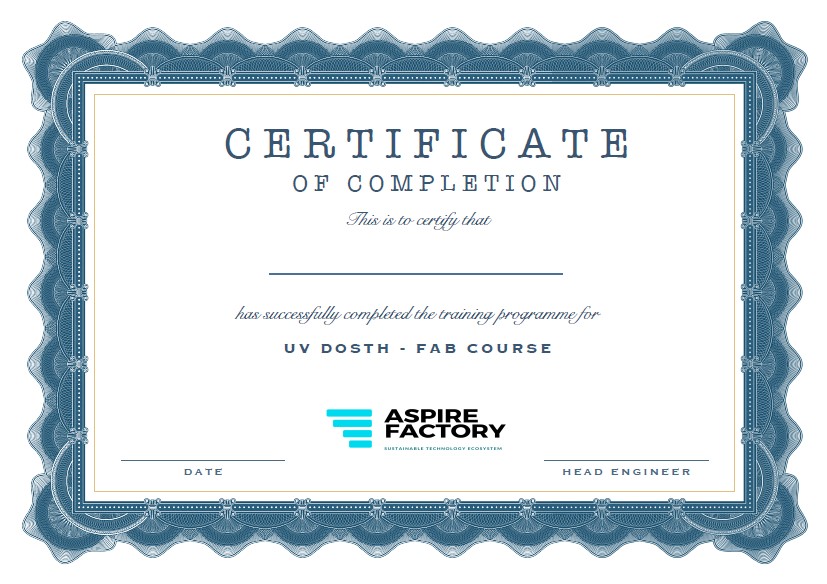 CERTIFICATE
OF COMPLETION
This is to certify that
has successfully completed the training programme for
UV DOSTH - FAB COURSE
ASPIRE
FACTORY
SUSTAINABLE TECHNOLOGY ECOSYSTEM
DATE
HEAD ENGINEER